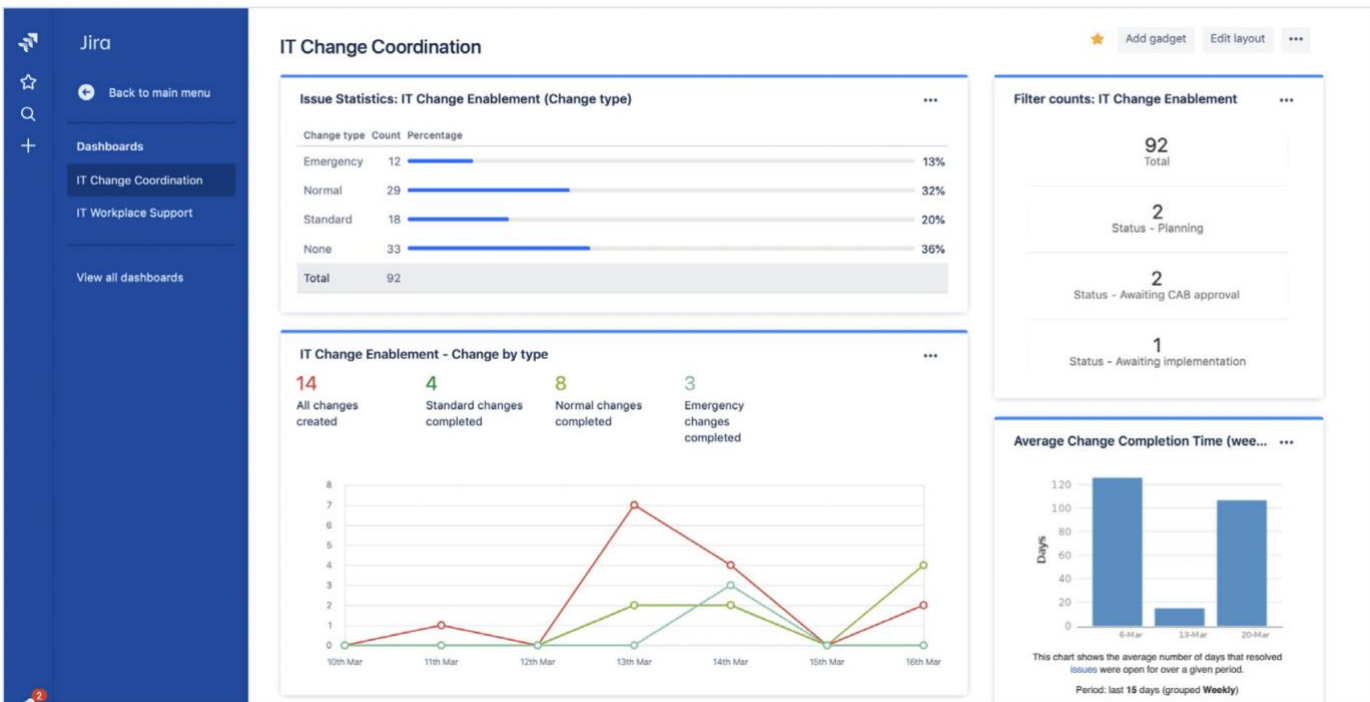 Jira
Back to main menu
Dashboards
IT Change Coordination
IT Workplace Support
View all dashboards
2
IT Change Coordination
Add gadget
Edit layout
•••
Issue Statistics: IT Change Enablement (Change type)
•••
Change type Count Percentage
Emergency 12 13%
Normal 29 32%
Standard 18 20%
None 33 36%
Total 92
IT Change Enablement - Change by type
•••
14
All changes
created
4
Standard changes
completed
8
Normal changes
completed
3
Emergency
changes
completed
8
7
6
5
4
3
2
1
0
10th Mar 11th Mar 12th Mar 13th Mar 14th Mar 15th Mar 16th Mar
Filter counts: IT Change Enablement
•••
92
Total
2
Status - Planning
2
Status - Awaiting CAB approval
1
Status - Awaiting implementation
Average Change Completion Time (wee...
•••
120
100
80
60
40
20
0
Days
6-Mar 13-Mar 20-Mar
This chart shows the average number of days that resolved
issues were open for over a given period.
Period: last 15 days (grouped Weekly)